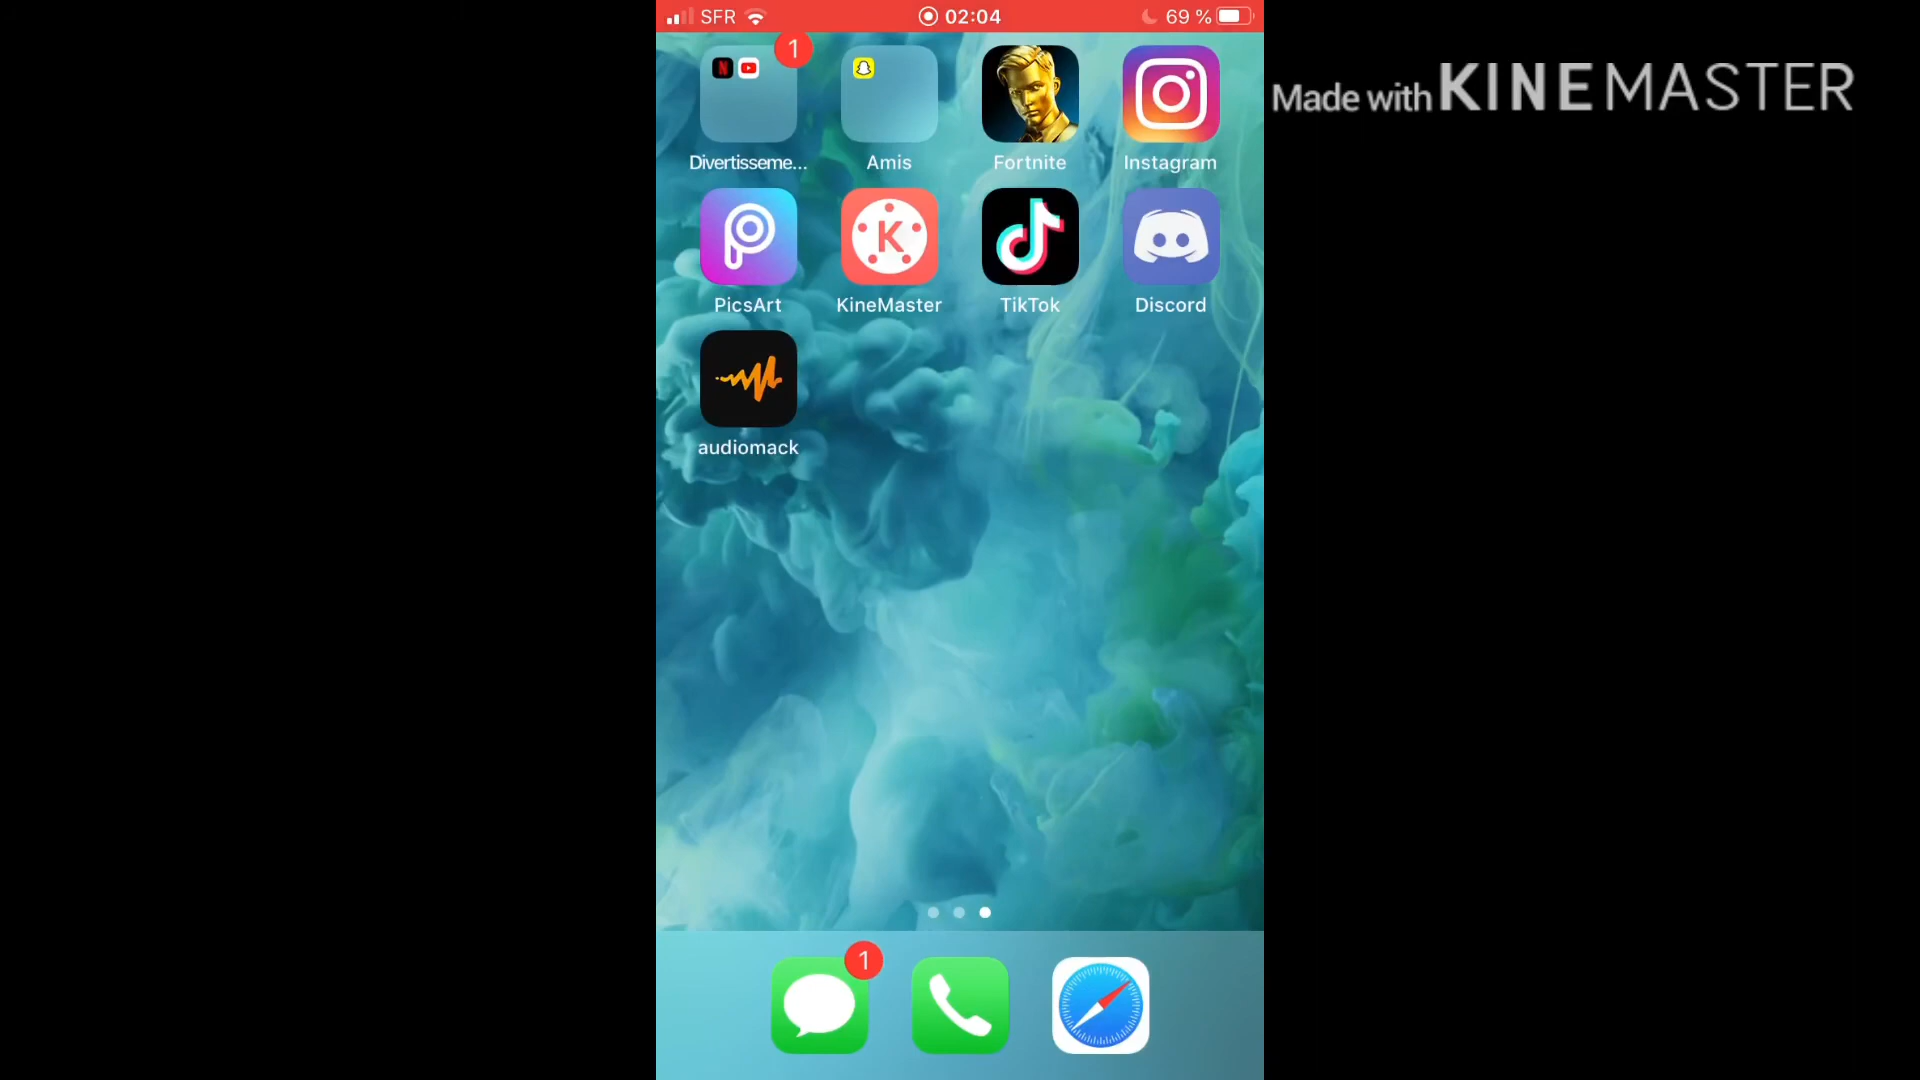 SFR 02:04 69 %
Made with KINEMASTER
1
Divertisseme... Amis Fortnite Instagram
K
PicsArt KineMaster TikTok Discord
audiomack
1